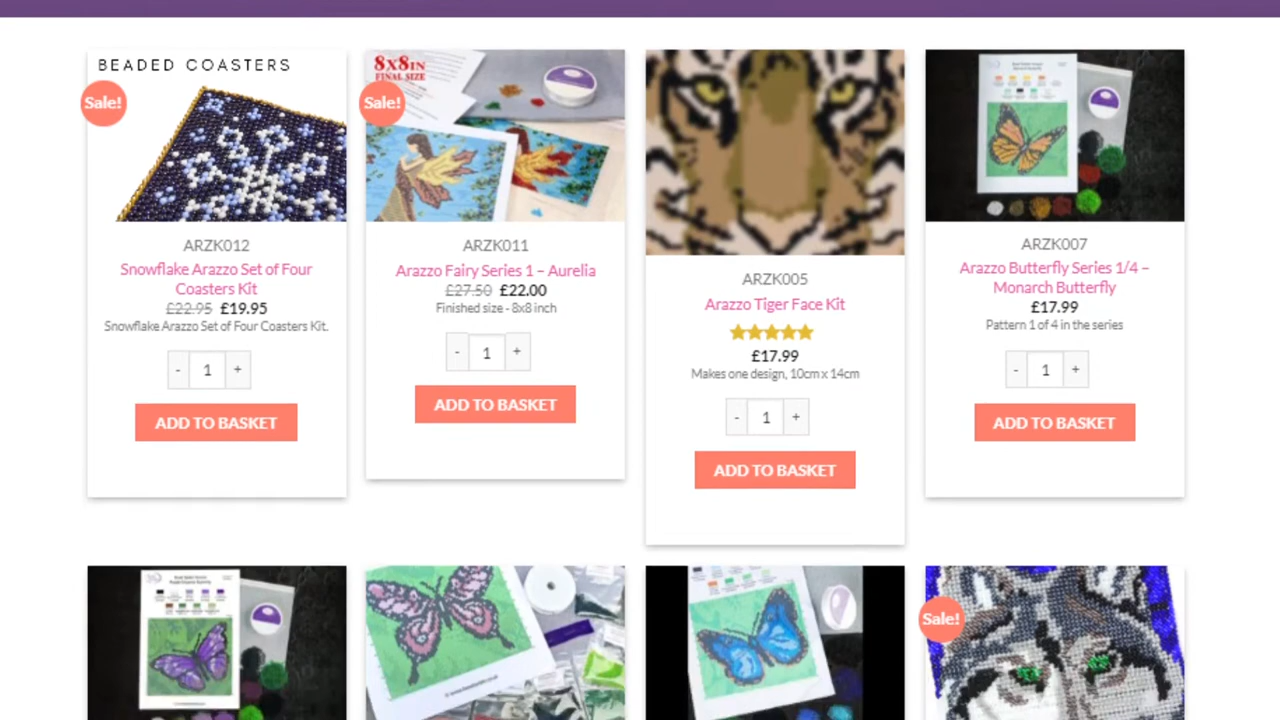 BEADED COASTERS
Sale!
ARZK012
Snowflake Arazzo Set of Four
Coasters Kit
£22.95 £19.95
Snowflake Arazzo Set of Four Coasters Kit.
- 1 +
ADD TO BASKET
8X8IN
FINAL SIZE
Sale!
ARZK011
Arazzo Fairy Series 1 – Aurelia
£27.50 £22.00
Finished size - 8x8 inch
- 1 +
ADD TO BASKET
ARZK005
Arazzo Tiger Face Kit
£17.99
Makes one design, 10cm x 14cm
- 1 +
ADD TO BASKET
ARZK007
Arazzo Butterfly Series 1/4 –
Monarch Butterfly
£17.99
Pattern 1 of 4 in the series
- 1 +
ADD TO BASKET
Sale!